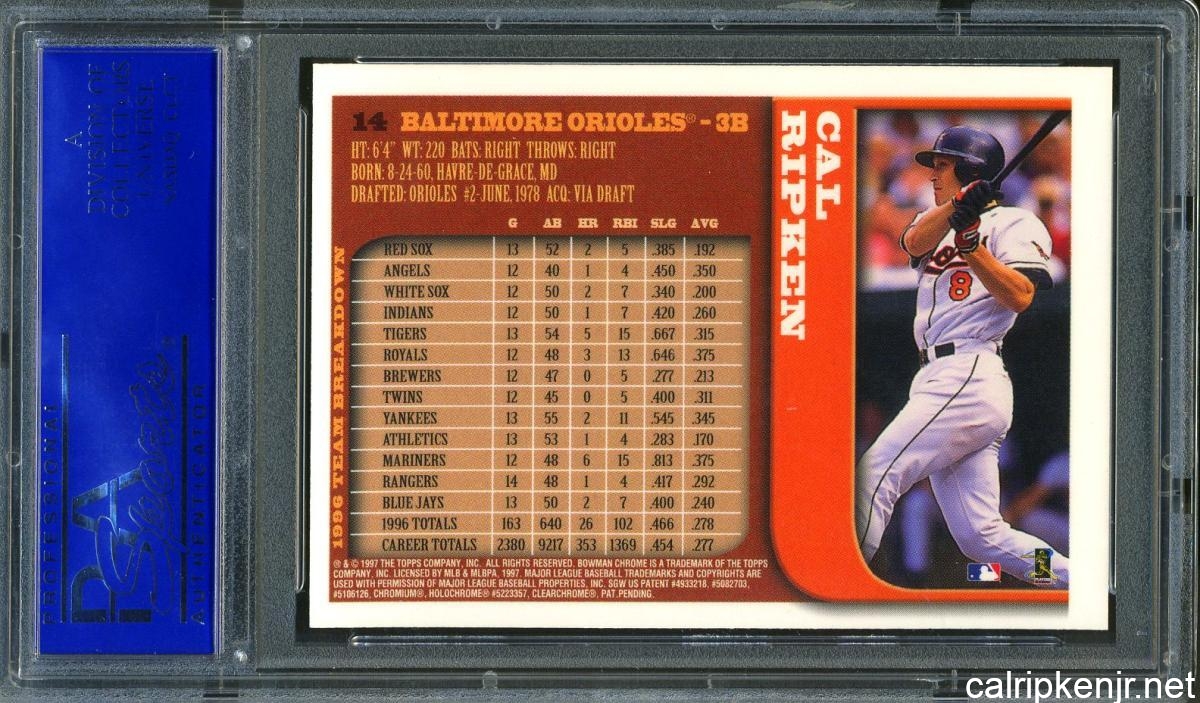 A
DIVISION OF
COLLECTORS
UNIVERSE
NASDAQ: CLCT
PROFESSIONAL
PSA
Sports
AUTHENTICATOR
14 BALTIMORE ORIOLES® - 3B
HT: 6'4" WT: 220 BATS: RIGHT THROWS: RIGHT
BORN: 8-24-60, HAVRE-DE-GRACE, MD
DRAFTED: ORIOLES #2-JUNE, 1978 ACQ: VIA DRAFT
1996 TEAM BREAKDOWN
G AB HR RBI SLG AVG
RED SOX 13 52 2 5 .385 .192
ANGELS 12 40 1 4 .450 .350
WHITE SOX 12 50 2 7 .340 .200
INDIANS 12 50 1 7 .420 .260
TIGERS 13 54 5 15 .667 .315
ROYALS 12 48 3 13 .646 .375
BREWERS 12 47 0 5 .277 .213
TWINS 12 45 0 5 .400 .311
YANKEES 13 55 2 11 .545 .345
ATHLETICS 13 53 1 4 .283 .170
MARINERS 12 48 6 15 .813 .375
RANGERS 14 48 1 4 .417 .292
BLUE JAYS 13 50 2 7 .400 .240
1996 TOTALS 163 640 26 102 .466 .278
CAREER TOTALS 2380 9217 353 1369 .454 .277
® & © 1997 THE TOPPS COMPANY, INC. ALL RIGHTS RESERVED. BOWMAN CHROME IS A TRADEMARK OF THE TOPPS
COMPANY, INC. LICENSED BY MLB & MLBPA, 1997. MAJOR LEAGUE BASEBALL TRADEMARKS AND COPYRIGHTS ARE
USED WITH PERMISSION OF MAJOR LEAGUE BASEBALL PROPERTIES, INC. SGW US PATENT #4933218, #5082703,
#5106126, CHROMIUM®, HOLOCHROME® #5223357, CLEARCHROME®, PAT. PENDING.
CAL
RIPKEN
8
calripkenjr.net